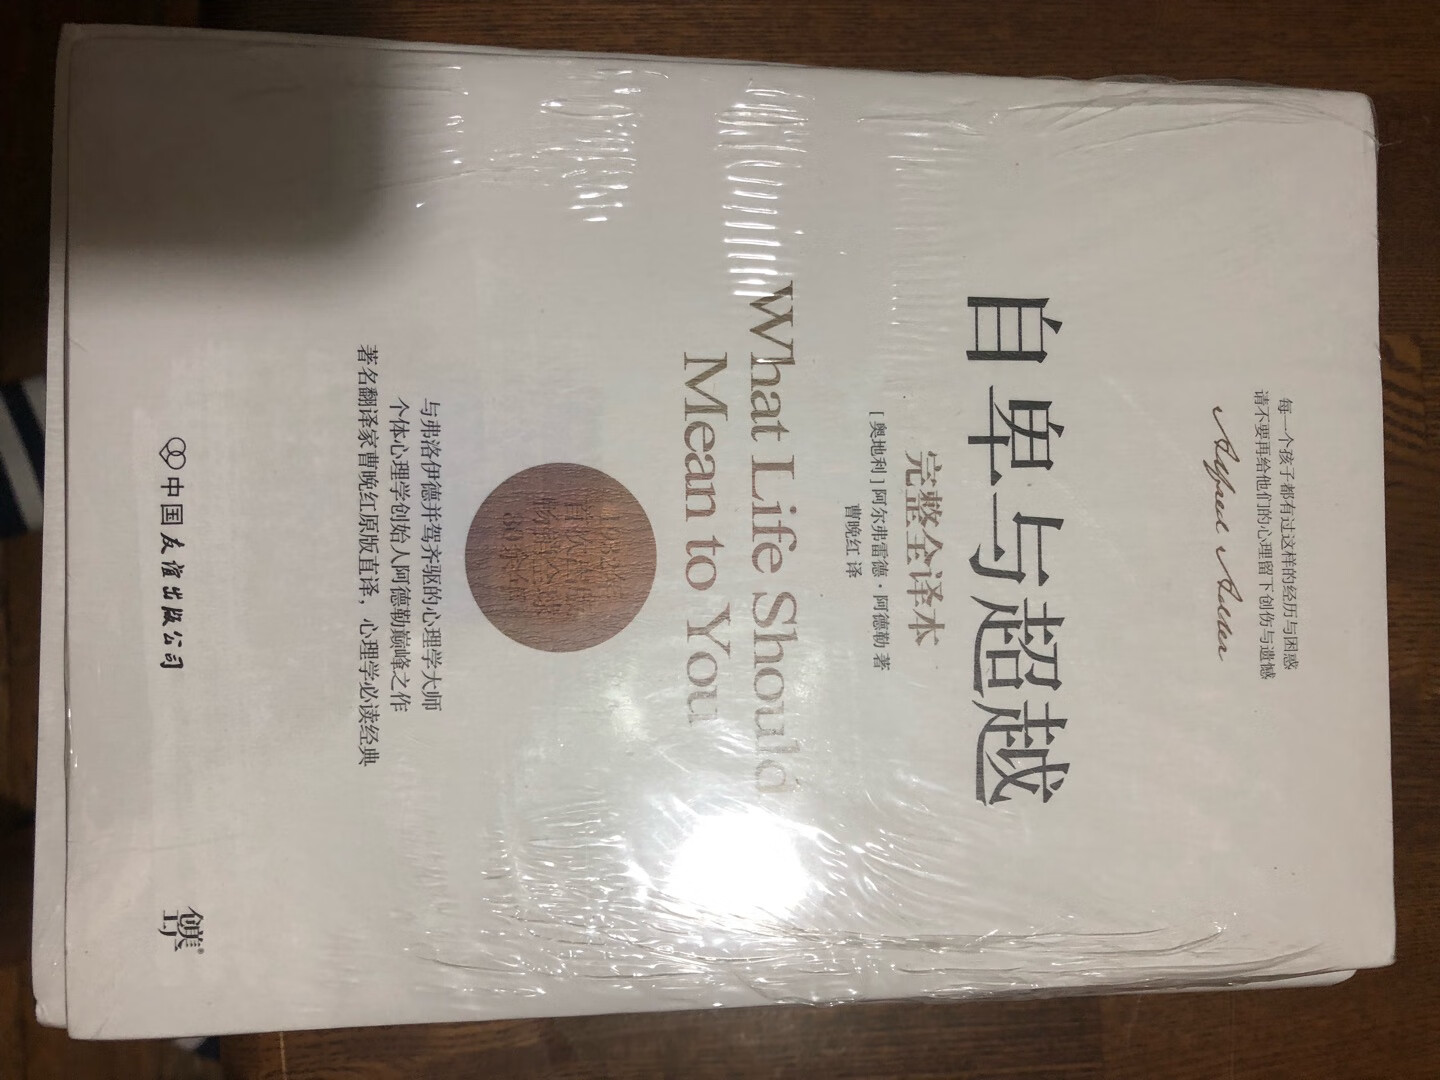 每一个孩子都有过这样的经历与困惑
请不要再给他们的心理留下创伤与遗憾
Alfred Adler
自卑与超越
完整全译本
[奥地利]阿尔弗雷德·阿德勒 著
曹晚红 译
What Life Should
Mean to You
与弗洛伊德并驾齐驱的心理学大师
个体心理学创始人阿德勒巅峰之作
著名翻译家曹晚红原版直译，心理学必读经典
中国友谊出版公司
创美工厂®